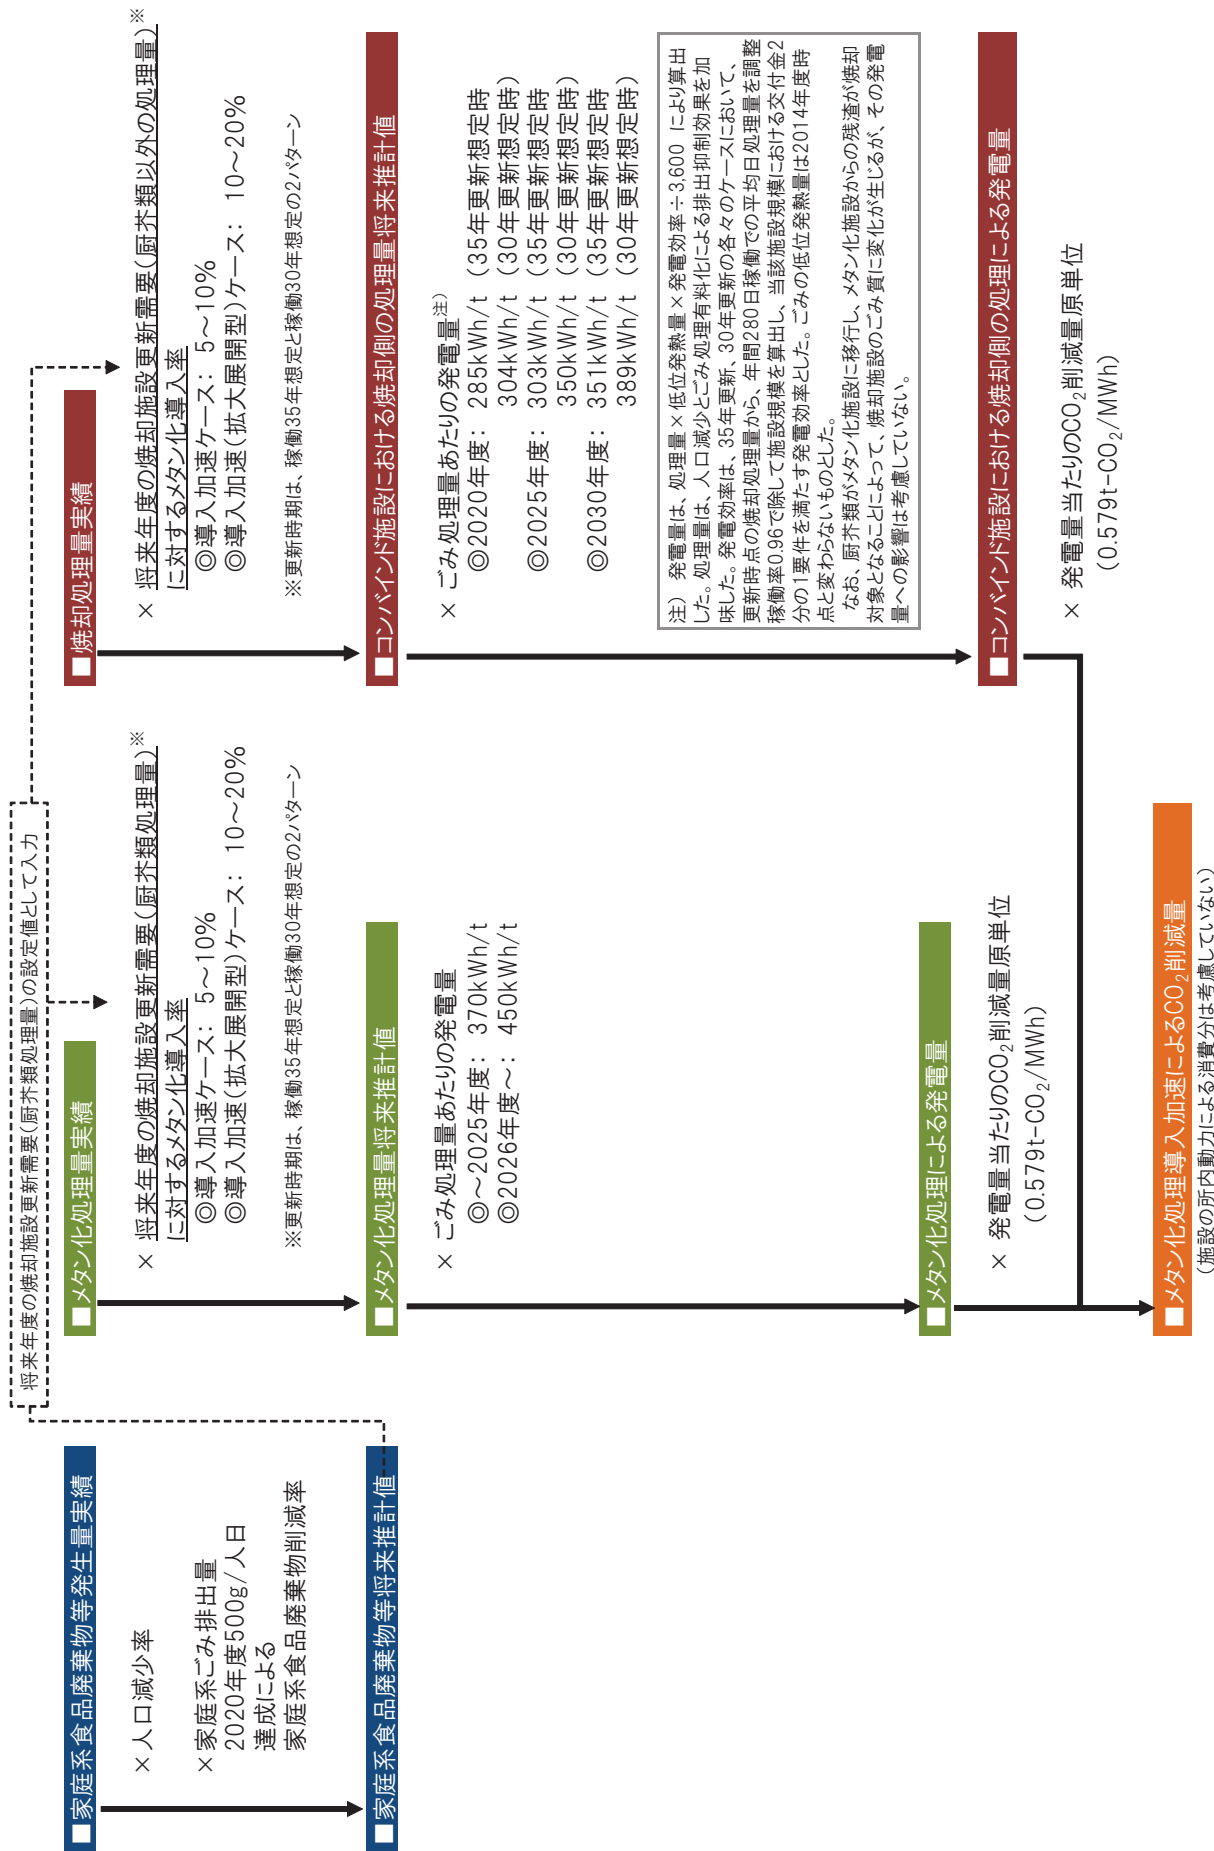 将来年度の焼却施設更新需要(厨芥類処理量)の設定値として入力
■家庭系食品廃棄物等発生量実績
×人口減少率
×家庭系ごみ排出量
2020年度500g/人日
達成による
家庭系食品廃棄物削減率
■家庭系食品廃棄物等将来推計値
■メタン化処理量実績
× 将来年度の焼却施設更新需要(厨芥類処理量)※
に対するメタン化導入率
◎導入加速ケース: 5～10%
◎導入加速(拡大展開型)ケース: 10～20%
※更新時期は、稼働35年想定と稼働30年想定の2パターン
■メタン化処理量将来推計値
× ごみ処理量あたりの発電量
◎～2025年度: 370kWh/t
◎2026年度～: 450kWh/t
■メタン化処理による発電量
× 発電量当たりのCO2削減量原単位
(0.579t-CO2/MWh)
■メタン化処理導入加速によるCO2削減量
(施設の所内動力による消費分は考慮していない)
■焼却処理量実績
× 将来年度の焼却施設更新需要(厨芥類以外の処理量)※
に対するメタン化導入率
◎導入加速ケース: 5～10%
◎導入加速(拡大展開型)ケース: 10～20%
※更新時期は、稼働35年想定と稼働30年想定の2パターン
■コンバインド施設における焼却側の処理量将来推計値
× ごみ処理量あたりの発電量注)
◎2020年度: 285kWh/t (35年更新想定時)
304kWh/t (30年更新想定時)
◎2025年度: 303kWh/t (35年更新想定時)
350kWh/t (30年更新想定時)
◎2030年度: 351kWh/t (35年更新想定時)
389kWh/t (30年更新想定時)
注) 発電量は、処理量×低位発熱量×発電効率÷3,600 により算出
した。処理量は、人口減少とごみ処理有料化による排出抑制効果を加
味した。発電効率は、35年更新、30年更新の各々のケースにおいて、
更新時点の焼却処理量から、年間280日稼働での平均日処理量を調整
稼働率0.96で除して施設規模を算出し、当該施設規模における交付金2
分の1要件を満たす発電効率とした。ごみの低位発熱量は2014年度時
点と変わらないものとした。
なお、厨芥類がメタン化施設に移行し、メタン化施設からの残渣が焼却
対象となることによって、焼却施設のごみ質に変化が生じるが、その発電
量への影響は考慮していない。
■コンバインド施設における焼却側の処理による発電量
× 発電量当たりのCO2削減量原単位
(0.579t-CO2/MWh)